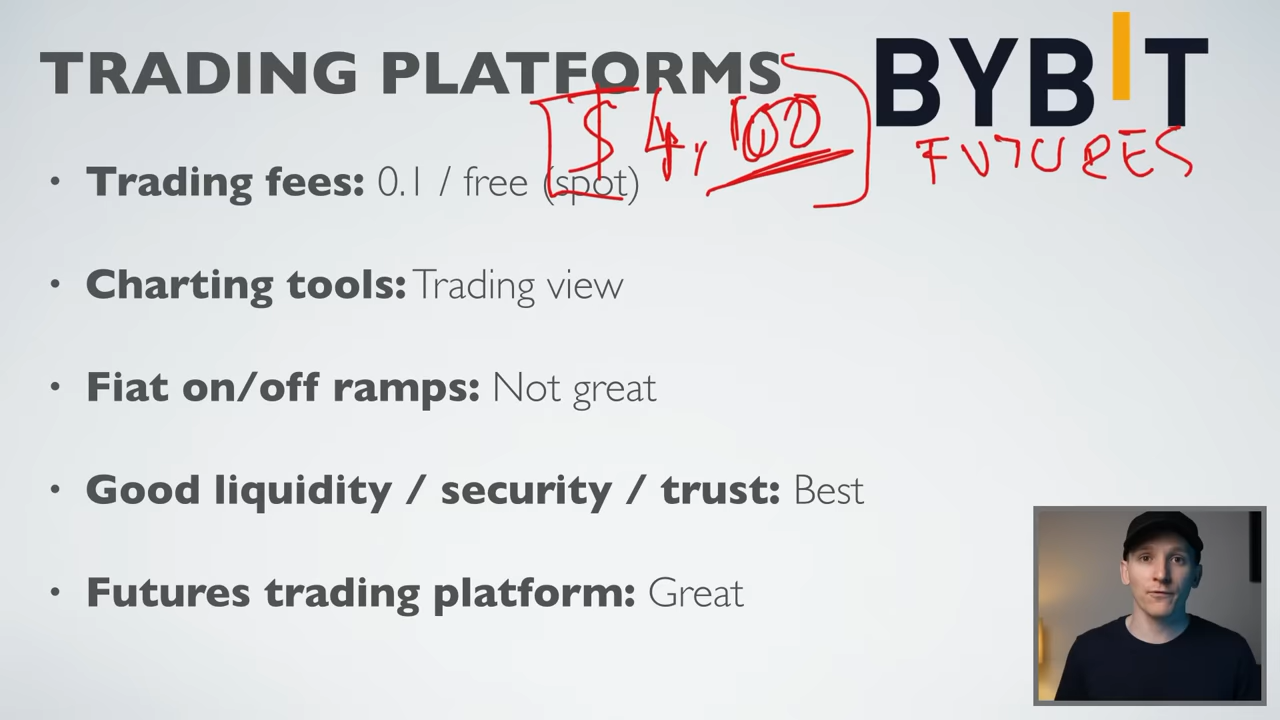 TRADING PLATFORMS
BYBIT
$4,100
FUTURES
• Trading fees: 0.1 / free (spot)
• Charting tools: Trading view
• Fiat on/off ramps: Not great
• Good liquidity / security / trust: Best
• Futures trading platform: Great